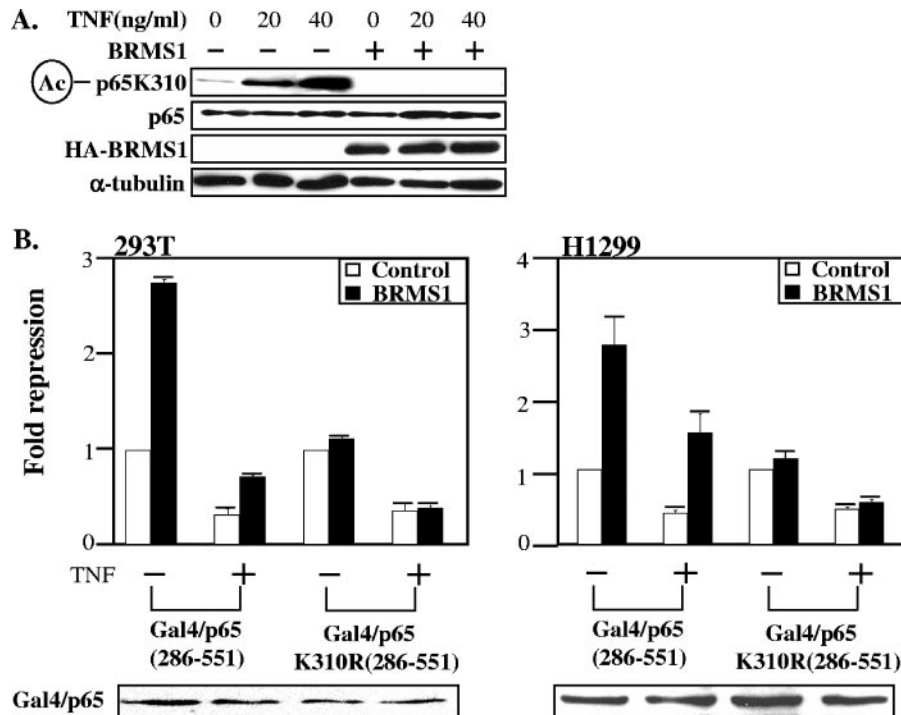 A.
TNF(ng/ml) 0 20 40 0 20 40
BRMS1 − − − + + +
Ac p65K310
p65
HA-BRMS1
α-tubulin
B.
293T
Control
BRMS1
Fold repression
3
2
1
0
TNF − + − +
Gal4/p65 (286-551)
Gal4/p65 K310R(286-551)
H1299
Control
BRMS1
4
3
2
1
0
− + − +
Gal4/p65 (286-551)
Gal4/p65 K310R(286-551)
Gal4/p65